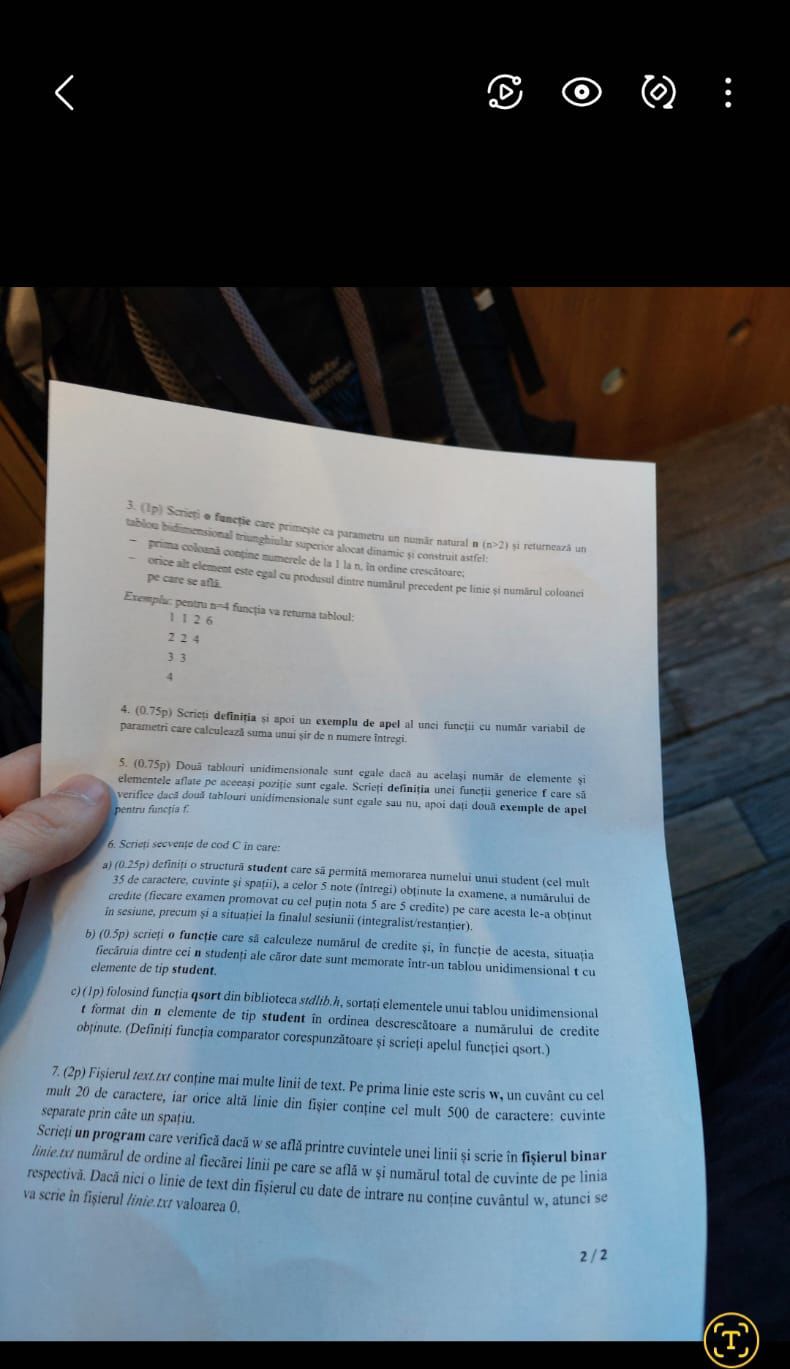 3. (1p) Scrieți o funcție care primește ca parametru un număr natural n (n>2) și returnează un
tablou bidimensional triunghiular superior alocat dinamic și construit astfel:
– prima coloană conține numerele de la 1 la n, în ordine crescătoare;
– orice alt element este egal cu produsul dintre numărul precedent pe linie și numărul coloanei
pe care se află.
Exemplu: pentru n=4 funcția va returna tabloul:
1 1 2 6
2 2 4
3 3
4
4. (0.75p) Scrieți definiția și apoi un exemplu de apel al unei funcții cu număr variabil de
parametri care calculează suma unui șir de n numere întregi.
5. (0.75p) Două tablouri unidimensionale sunt egale dacă au același număr de elemente și
elementele aflate pe aceeași poziție sunt egale. Scrieți definiția unei funcții generice f care să
verifice dacă două tablouri unidimensionale sunt egale sau nu, apoi dați două exemple de apel
pentru funcția f.
6. Scrieți secvențe de cod C în care:
a) (0.25p) definiți o structură student care să permită memorarea numelui unui student (cel mult
35 de caractere, cuvinte și spații), a celor 5 note (întregi) obținute la examene, a numărului de
credite (fiecare examen promovat cu cel puțin nota 5 are 5 credite) pe care acesta le-a obținut
în sesiune, precum și a situației la finalul sesiunii (integralist/restanțier).
b) (0.5p) scrieți o funcție care să calculeze numărul de credite și, în funcție de acesta, situația
fiecăruia dintre cei n studenți ale căror date sunt memorate într-un tablou unidimensional t cu
elemente de tip student.
c) (1p) folosind funcția qsort din biblioteca stdlib.h, sortați elementele unui tablou unidimensional
t format din n elemente de tip student în ordinea descrescătoare a numărului de credite
obținute. (Definiți funcția comparator corespunzătoare și scrieți apelul funcției qsort.)
7. (2p) Fișierul text.txt conține mai multe linii de text. Pe prima linie este scris w, un cuvânt cu cel
mult 20 de caractere, iar orice altă linie din fișier conține cel mult 500 de caractere: cuvinte
separate prin câte un spațiu.
Scrieți un program care verifică dacă w se află printre cuvintele unei linii și scrie în fișierul binar
linie.txt numărul de ordine al fiecărei linii pe care se află w și numărul total de cuvinte de pe linia
respectivă. Dacă nici o linie de text din fișierul cu date de intrare nu conține cuvântul w, atunci se
va scrie în fișierul linie.txt valoarea 0.
2 / 2